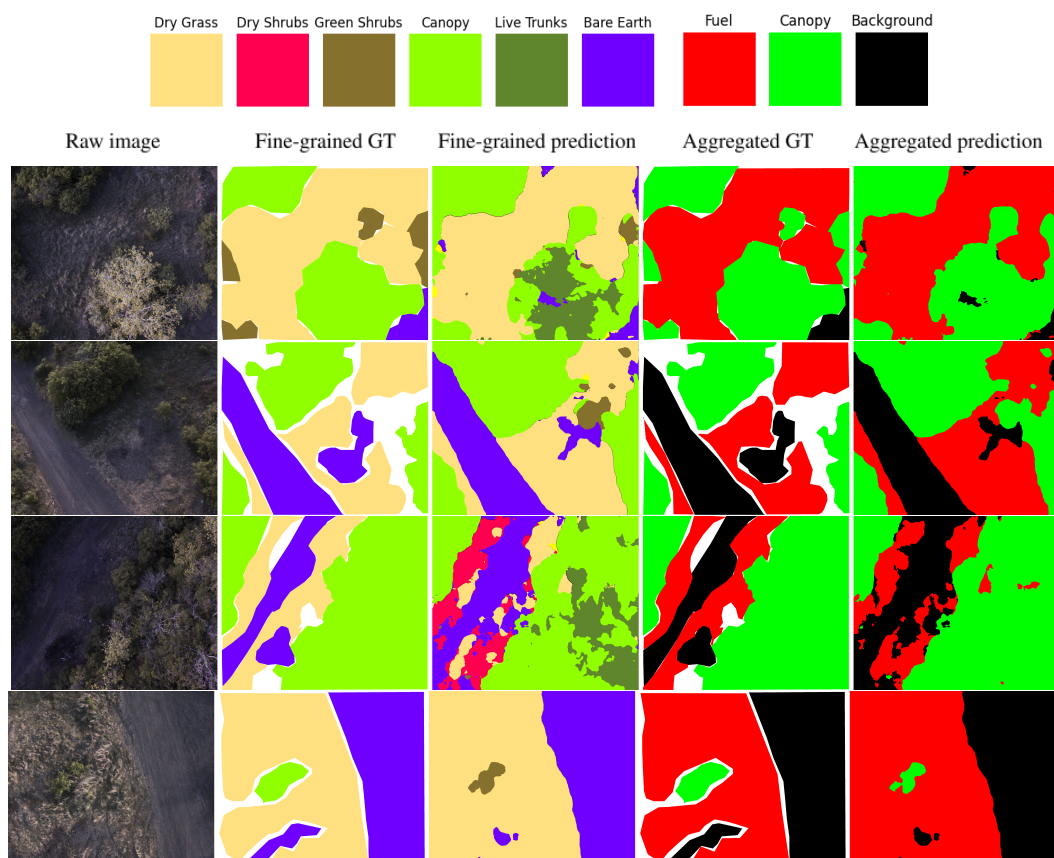 Dry Grass Dry Shrubs Green Shrubs Canopy Live Trunks Bare Earth Fuel Canopy Background
Raw image Fine-grained GT Fine-grained prediction Aggregated GT Aggregated prediction